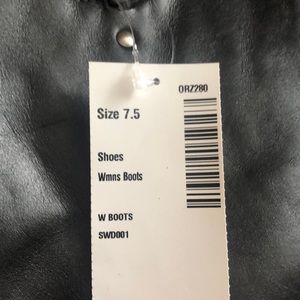 ORZ280
Size 7.5
Shoes
Wmns Boots
W BOOTS
SWD001